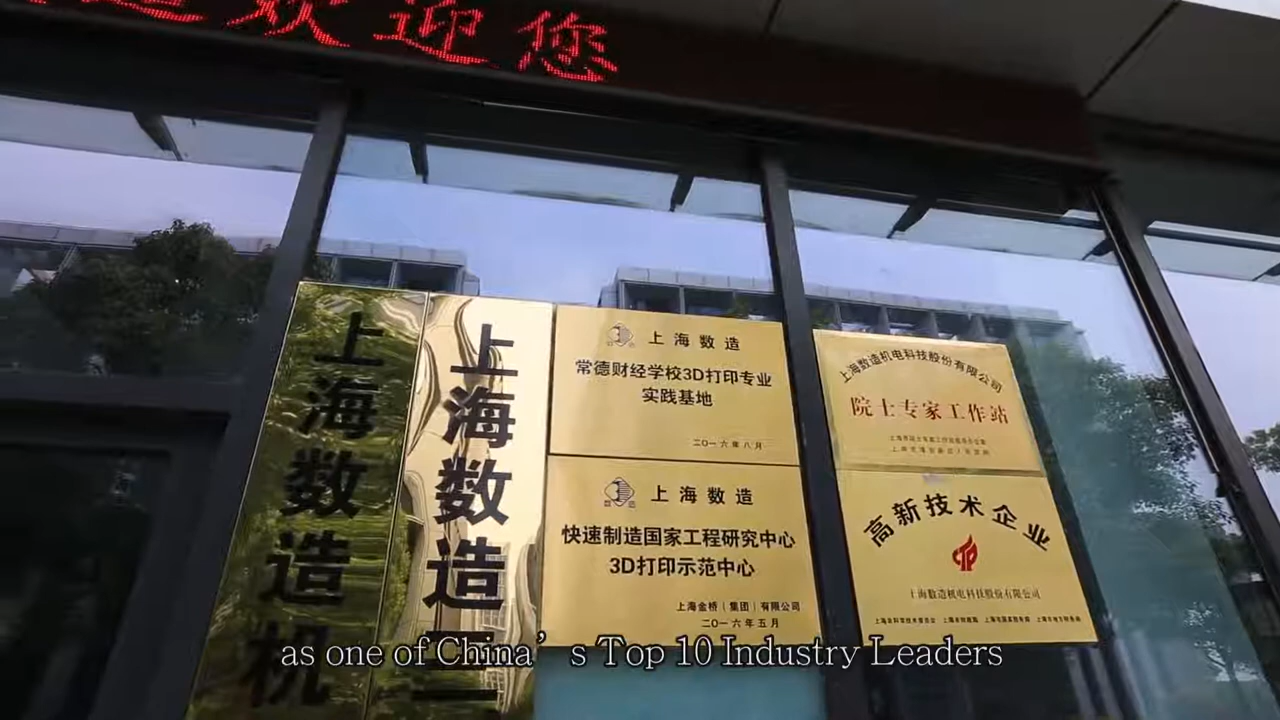 欢迎您
上海数造机
上海数造三
上海数造
常德财经学校3D打印专业
实践基地
二〇一六年八月
上海数造
快速制造国家工程研究中心
3D打印示范中心
上海金桥（集团）有限公司
二〇一六年五月
上海数造机电科技股份有限公司
院士专家工作站
高新技术企业
上海数造机电科技股份有限公司
as one of China’s Top 10 Industry Leaders